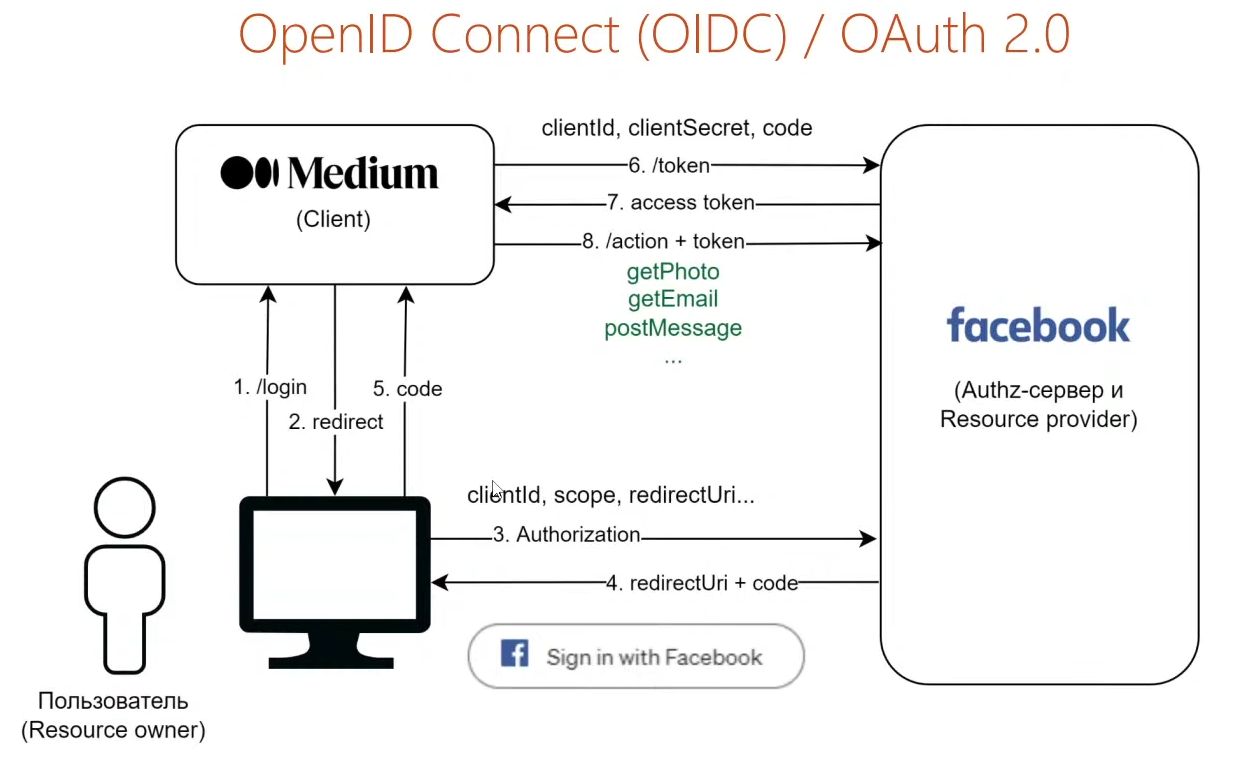 OpenID Connect (OIDC) / OAuth 2.0
Medium
(Client)
clientId, clientSecret, code
6. /token
7. access token
8. /action + token
getPhoto
getEmail
postMessage
...
facebook
(Authz-сервер и
Resource provider)
1. /login
2. redirect
5. code
clientId, scope, redirectUri...
3. Authorization
4. redirectUri + code
f
Sign in with Facebook
Пользователь
(Resource owner)